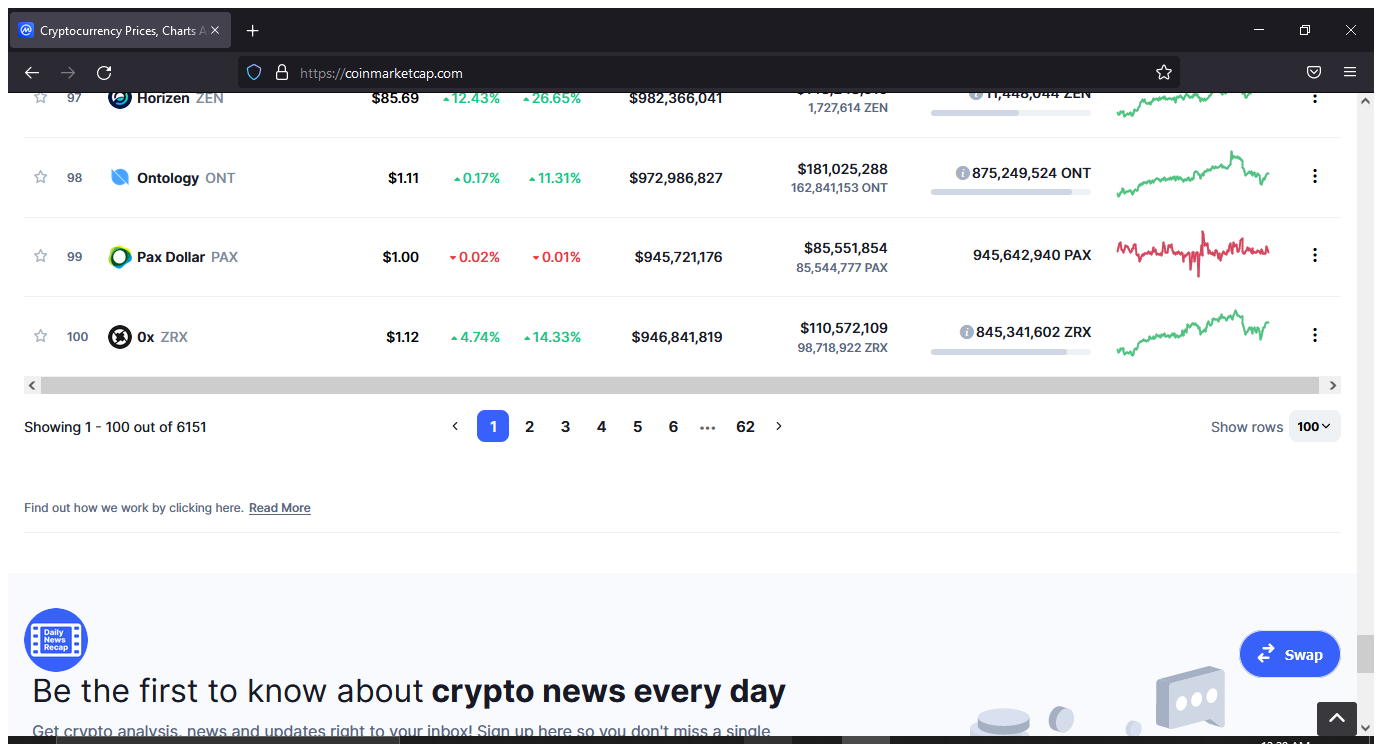 Cryptocurrency Prices, Charts A
https://coinmarketcap.com
97 Horizen ZEN $85.69 12.43% 26.65% $982,366,041 11,448,044 ZEN
1,727,614 ZEN
98 Ontology ONT $1.11 0.17% 11.31% $972,986,827 $181,025,288 875,249,524 ONT
162,841,153 ONT
99 Pax Dollar PAX $1.00 0.02% 0.01% $945,721,176 $85,551,854 945,642,940 PAX
85,544,777 PAX
100 0x ZRX $1.12 4.74% 14.33% $946,841,819 $110,572,109 845,341,602 ZRX
98,718,922 ZRX
Showing 1 - 100 out of 6151 1 2 3 4 5 6 ... 62 Show rows 100
Find out how we work by clicking here. Read More
Daily
News
Recap
Swap
Be the first to know about crypto news every day
Get crypto analysis, news and updates right to your inbox! Sign up here so you don't miss a single